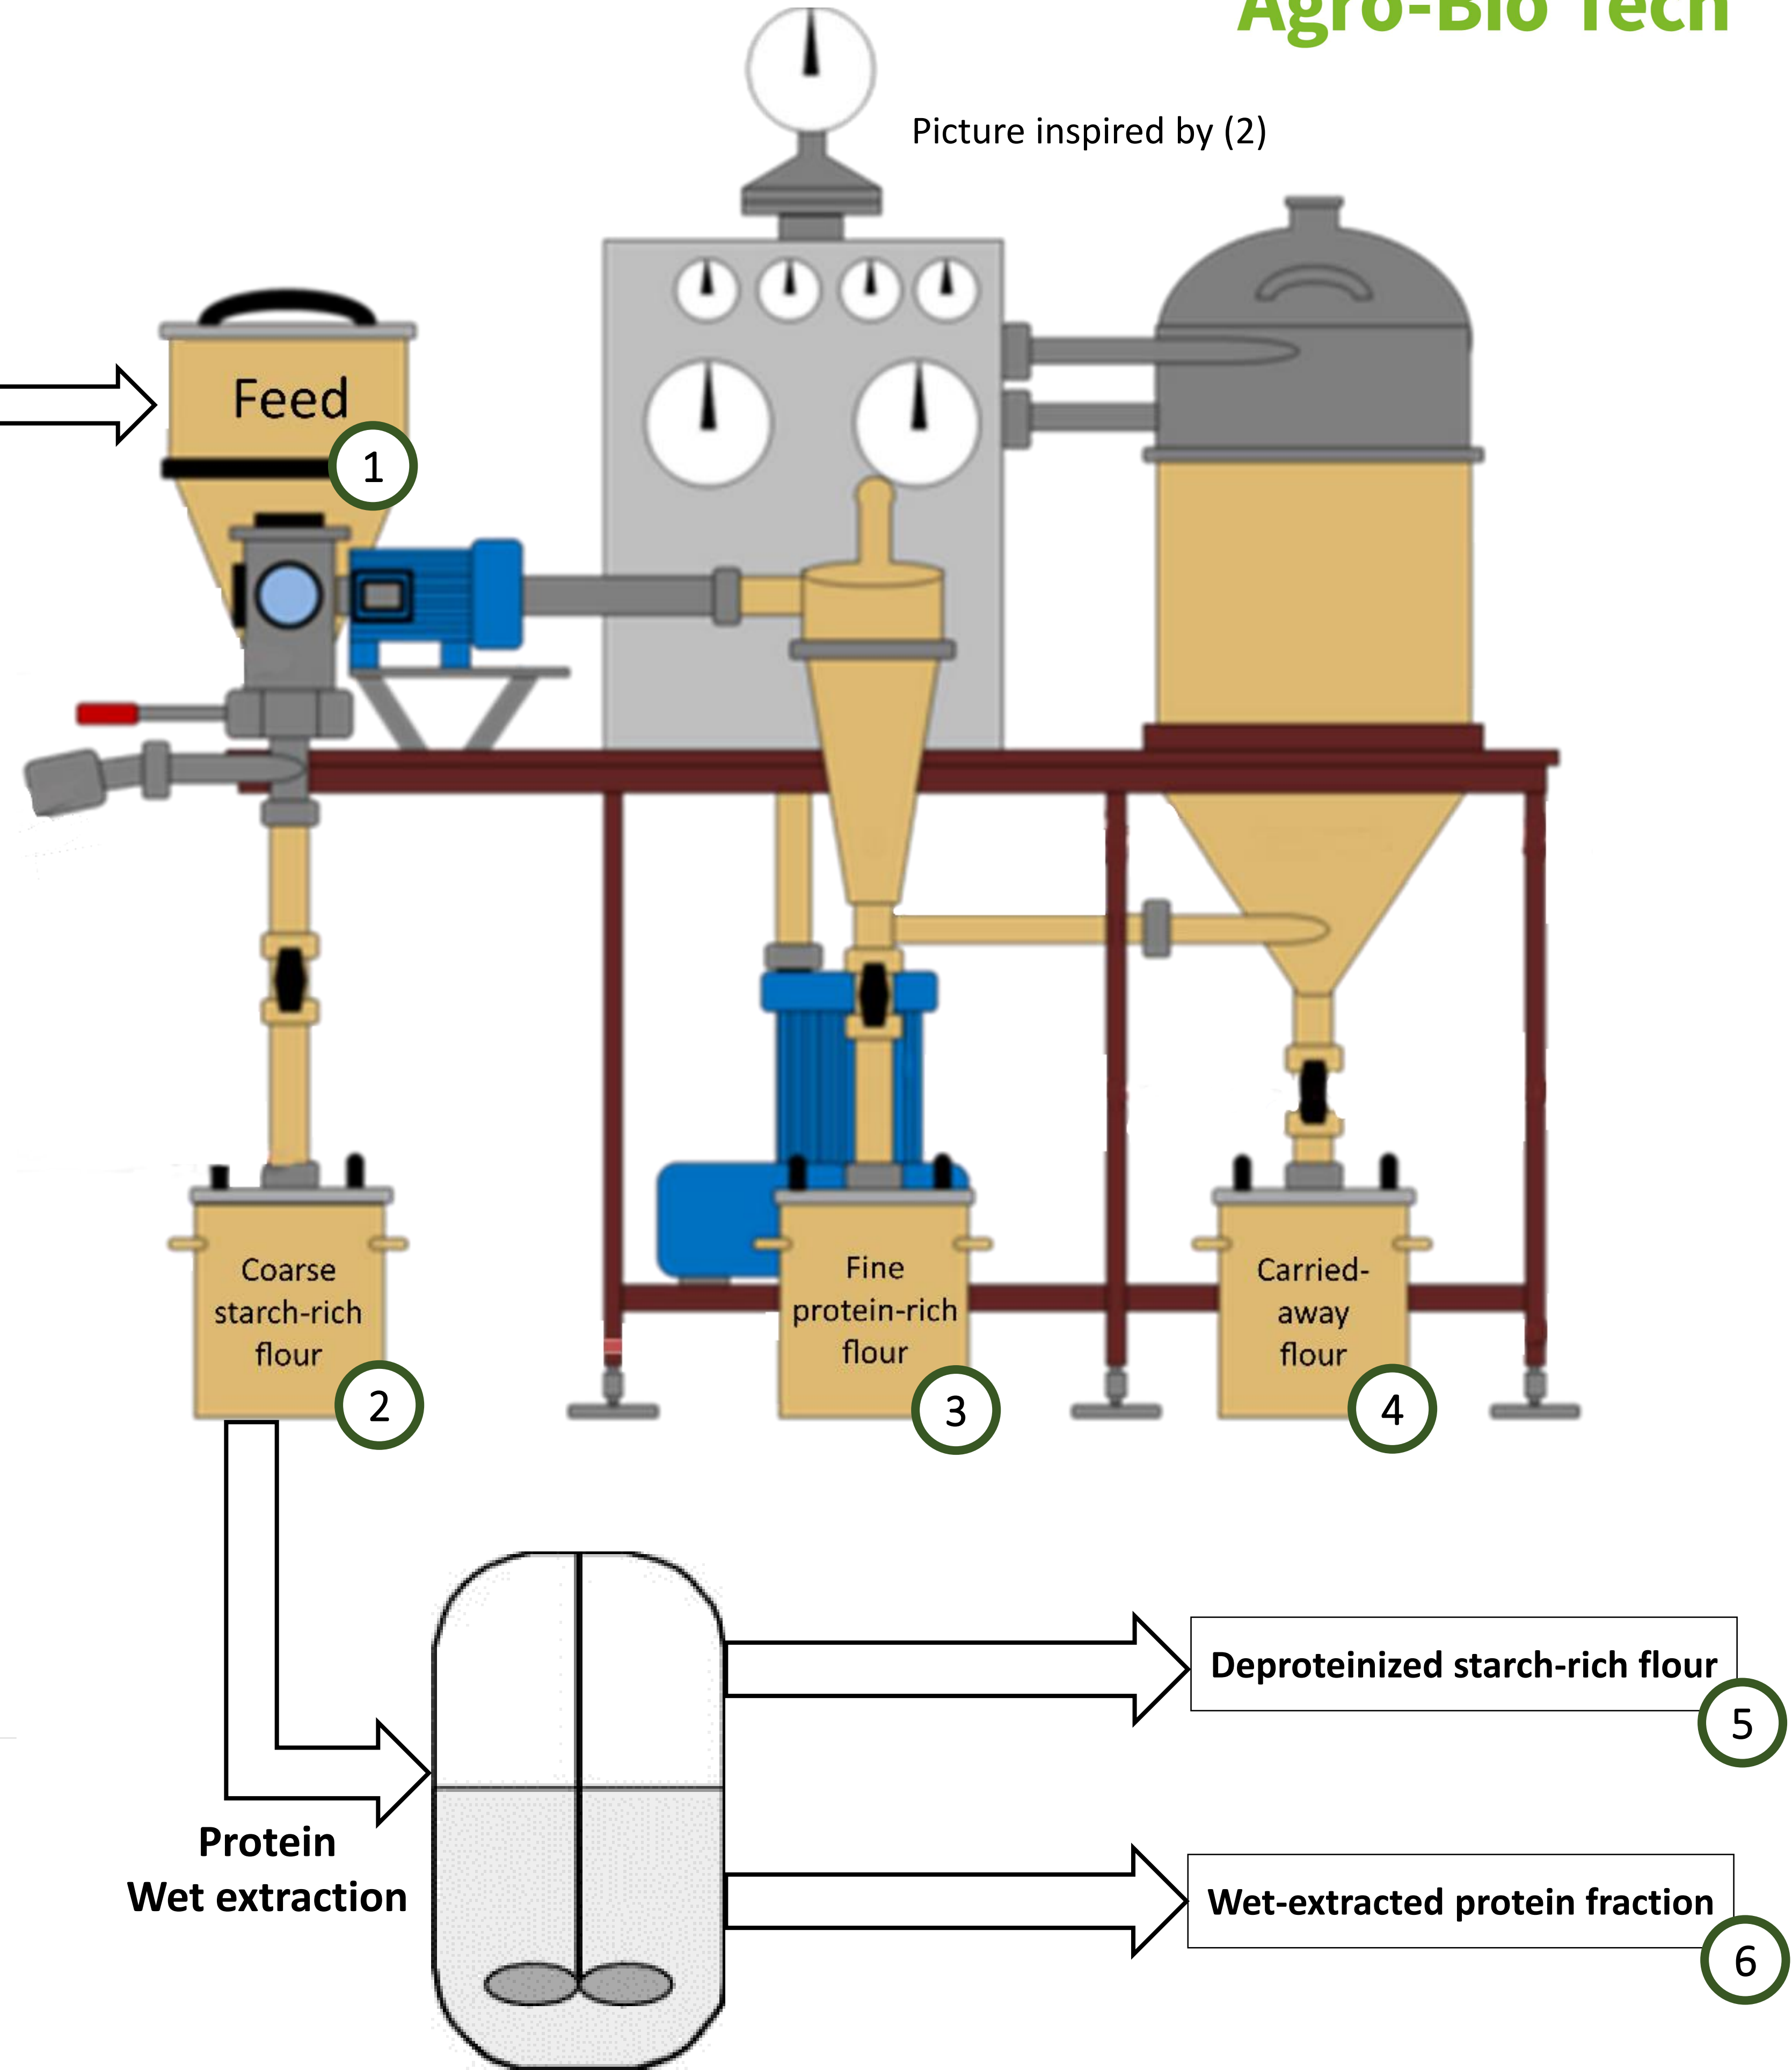 Agro-Bio Tech
Picture inspired by (2)
Feed
1
Coarse
starch-rich
flour
2
Fine
protein-rich
flour
3
Carried-
away
flour
4
Deproteinized starch-rich flour
5
Protein
Wet extraction
Wet-extracted protein fraction
6